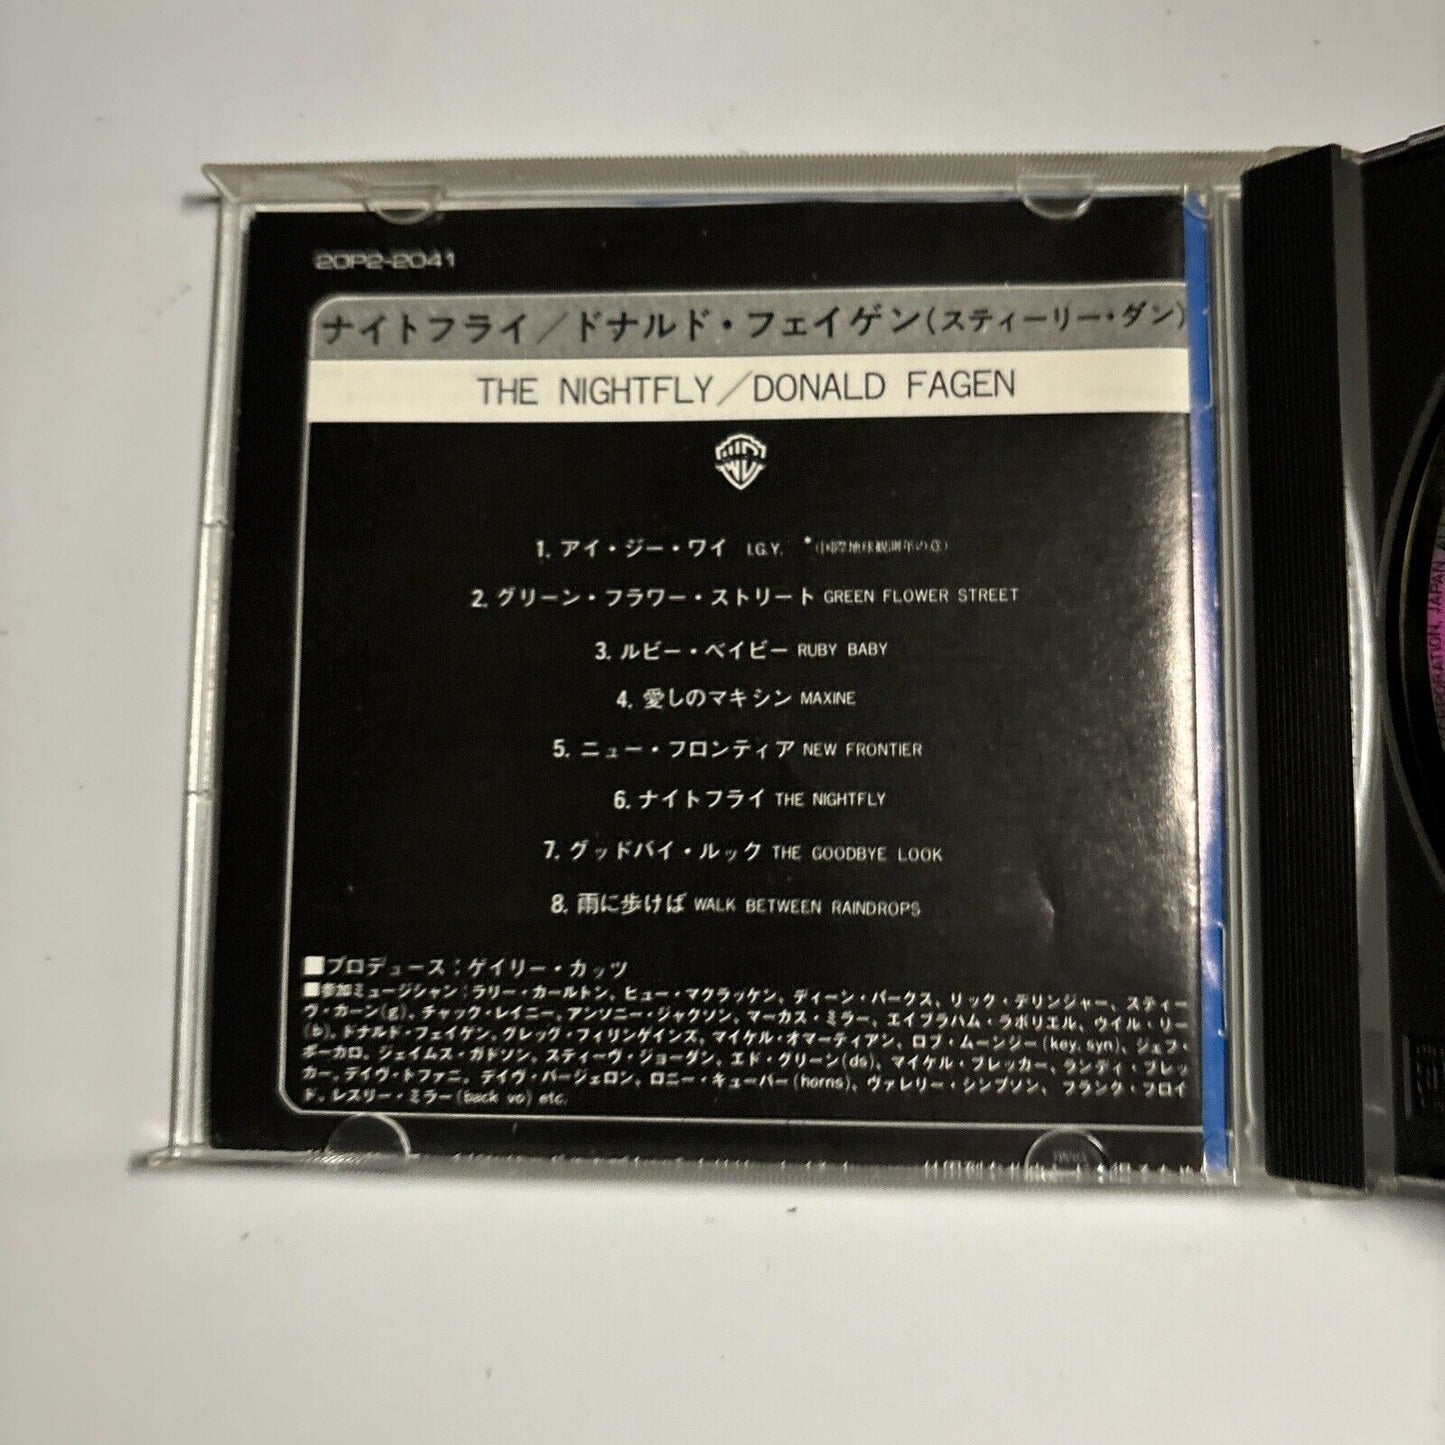 20P2-2041
ナイトフライ／ドナルド・フェイゲン(スティーリー・ダン)
THE NIGHTFLY／DONALD FAGEN
1. アイ・ジー・ワイ I.G.Y. *(国際地球観測年の意)
2. グリーン・フラワー・ストリート GREEN FLOWER STREET
3. ルビー・ベイビー RUBY BABY
4. 愛しのマキシン MAXINE
5. ニュー・フロンティア NEW FRONTIER
6. ナイトフライ THE NIGHTFLY
7. グッドバイ・ルック THE GOODBYE LOOK
8. 雨に歩けば WALK BETWEEN RAINDROPS
■プロデュース：ゲイリー・カッツ
■参加ミュージシャン：ラリー・カールトン、ヒュー・マクラッケン、ディーン・パークス、リック・デリンジャー、スティー
ヴ・カーン(g)、チャック・レイニー、アンソニー・ジャクソン、マーカス・ミラー、エイブラハム・ラボリエル、ウイル・リー
(b)、ドナルド・フェイゲン、グレッグ・フィリンゲインズ、マイケル・オマーティアン、ロブ・ムーンジー(key, syn)、ジェフ・
ポーカロ、ジェイムス・ガドソン、スティーヴ・ジョーダン、エド・グリーン(ds)、マイケル・ブレッカー、ランディ・ブレッ
カー、デイヴ・トファニ、デイヴ・バージェロン、ロニー・キューバー(horns)、ヴァレリー・シンプソン、フランク・フロイ
ド、レスリー・ミラー(back vo) etc.
CORPORATION, JAPAN